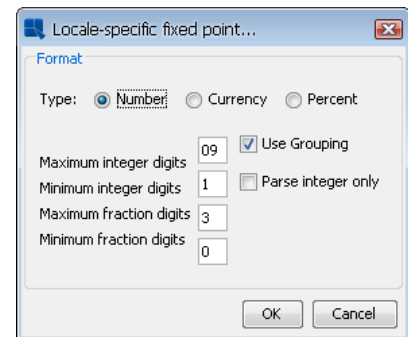 Locale-specific fixed point...
Format
Type: Number Currency Percent
Maximum integer digits 09 Use Grouping
Minimum integer digits 1 Parse integer only
Maximum fraction digits 3
Minimum fraction digits 0
OK Cancel